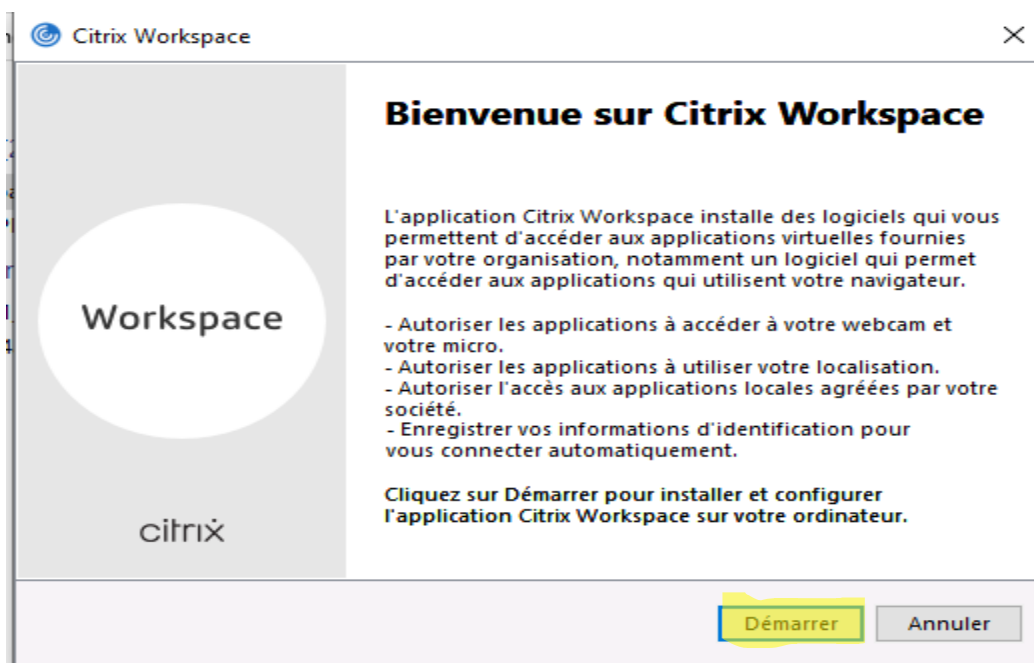 Citrix Workspace
Bienvenue sur Citrix Workspace
L'application Citrix Workspace installe des logiciels qui vous
permettent d'accéder aux applications virtuelles fournies
par votre organisation, notamment un logiciel qui permet
d'accéder aux applications qui utilisent votre navigateur.
- Autoriser les applications à accéder à votre webcam et
votre micro.
- Autoriser les applications à utiliser votre localisation.
- Autoriser l'accès aux applications locales agréées par votre
société.
- Enregistrer vos informations d'identification pour
vous connecter automatiquement.
Cliquez sur Démarrer pour installer et configurer
l'application Citrix Workspace sur votre ordinateur.
Workspace
citrix
Démarrer
Annuler